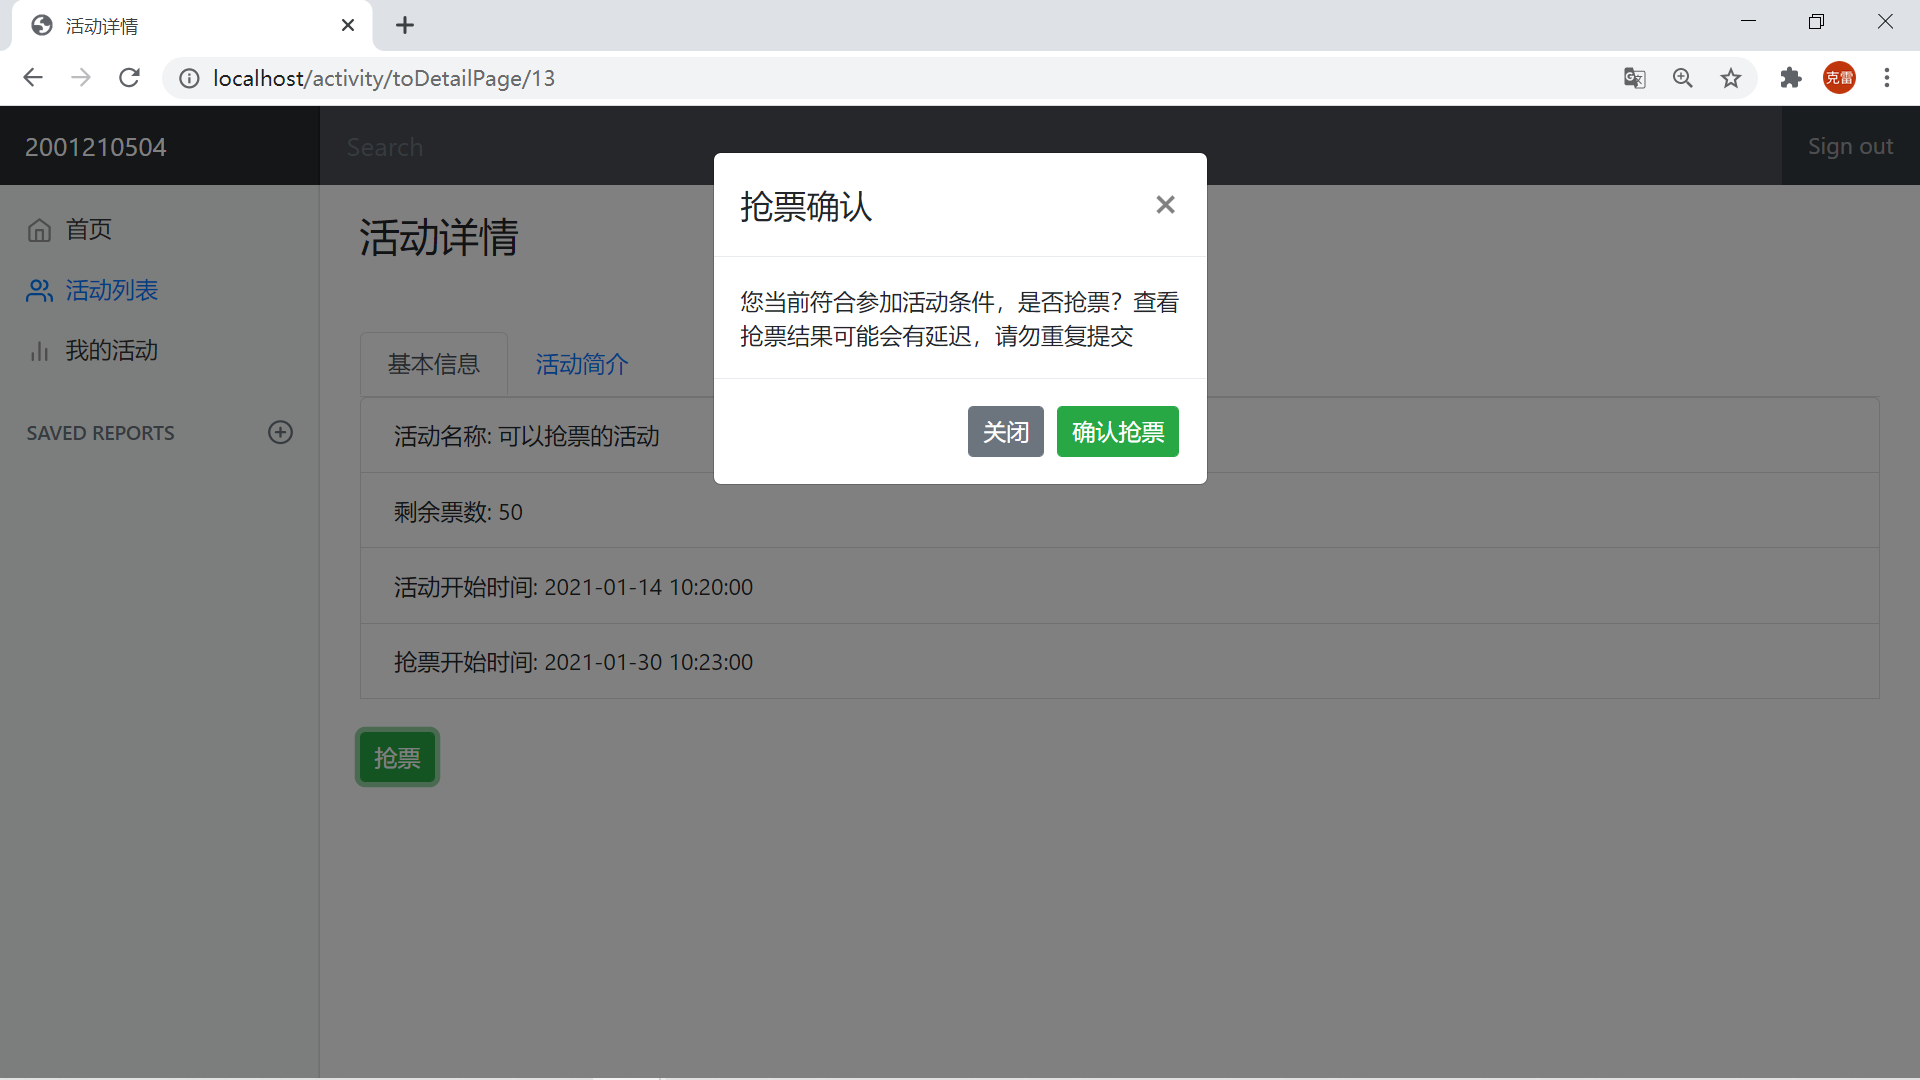 活动详情
localhost/activity/toDetailPage/13
克雷
2001210504
Search
Sign out
首页
活动列表
我的活动
SAVED REPORTS
活动详情
基本信息
活动简介
活动名称: 可以抢票的活动
剩余票数: 50
活动开始时间: 2021-01-14 10:20:00
抢票开始时间: 2021-01-30 10:23:00
抢票
抢票确认
您当前符合参加活动条件，是否抢票？查看
抢票结果可能会有延迟，请勿重复提交
关闭
确认抢票